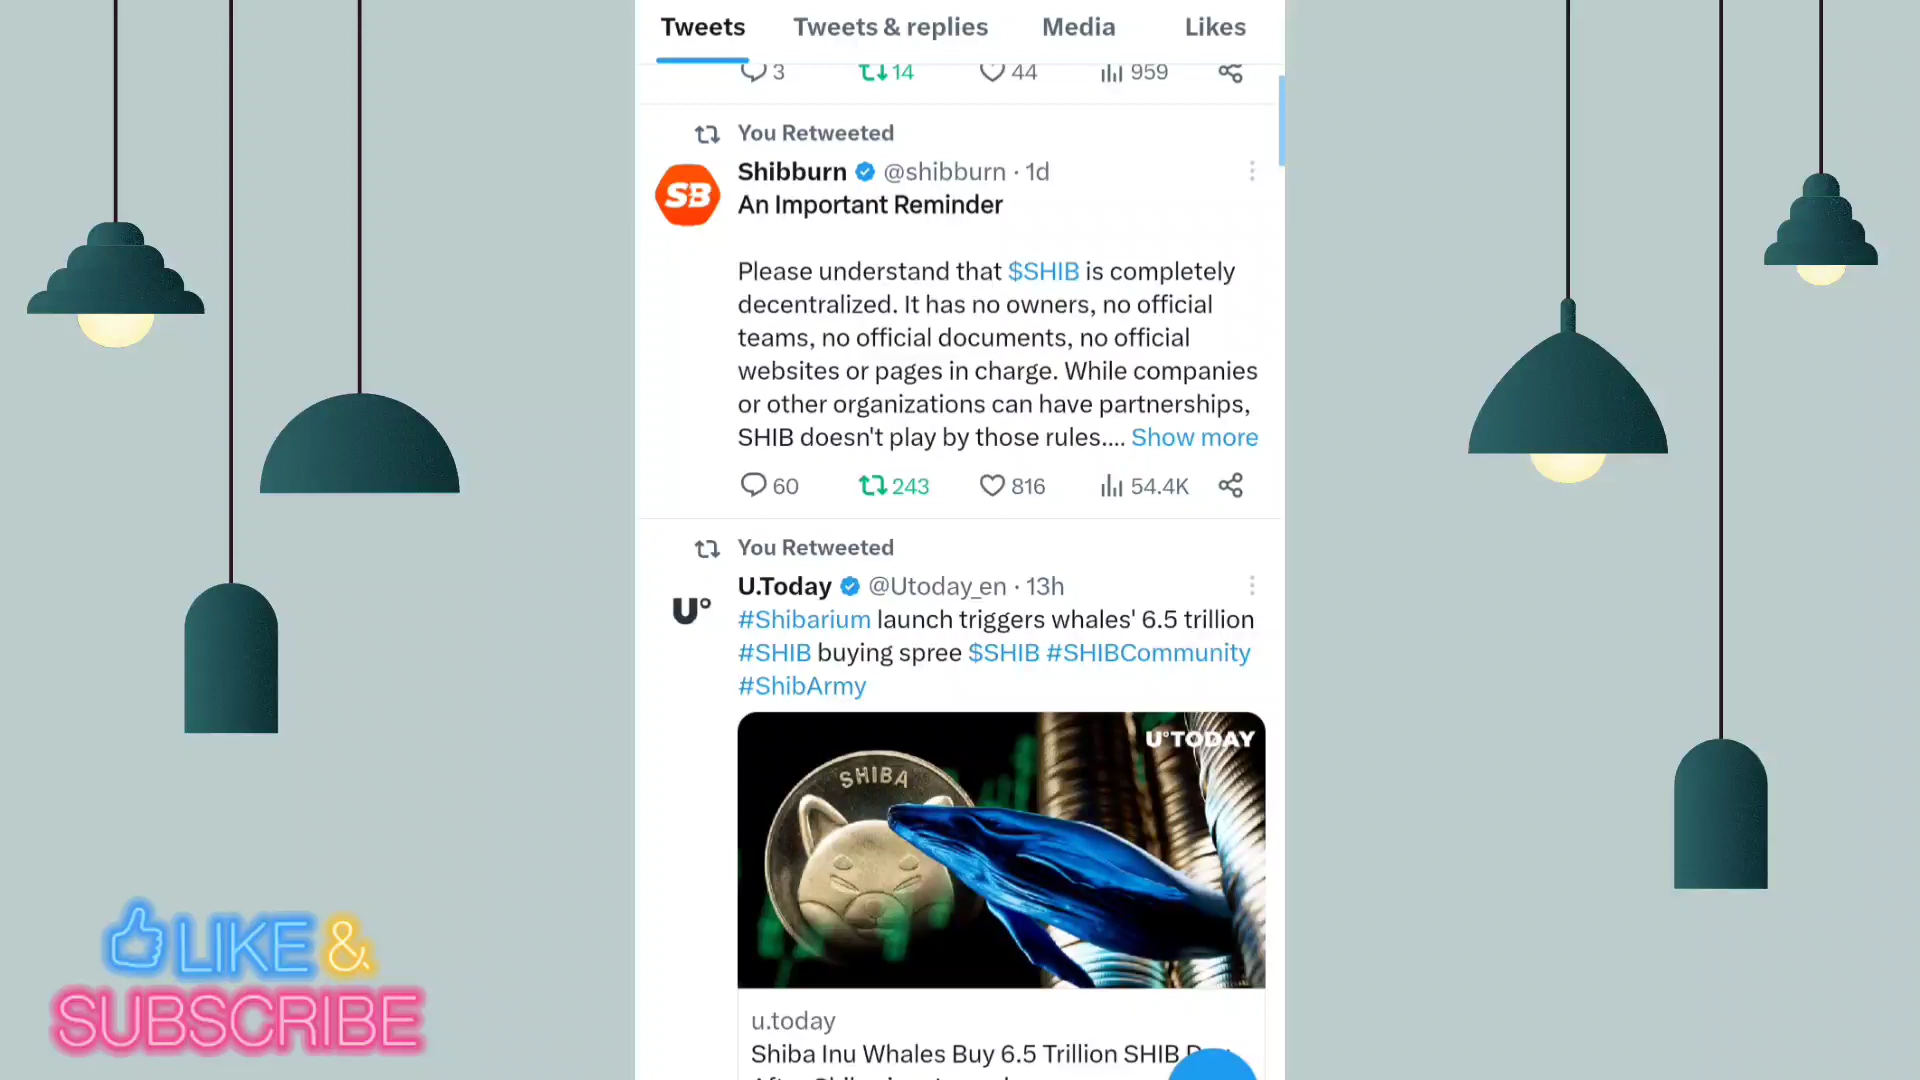 Tweets Tweets & replies Media Likes
3 14 44 959
You Retweeted
Shibburn @shibburn · 1d
SB
An Important Reminder
Please understand that $SHIB is completely
decentralized. It has no owners, no official
teams, no official documents, no official
websites or pages in charge. While companies
or other organizations can have partnerships,
SHIB doesn't play by those rules.... Show more
60 243 816 54.4K
You Retweeted
U.Today @Utoday_en · 13h
U°
#Shibarium launch triggers whales' 6.5 trillion
#SHIB buying spree $SHIB #SHIBCommunity
#ShibArmy
U°TODAY
SHIBA
u.today
Shiba Inu Whales Buy 6.5 Trillion SHIB
LIKE &
SUBSCRIBE